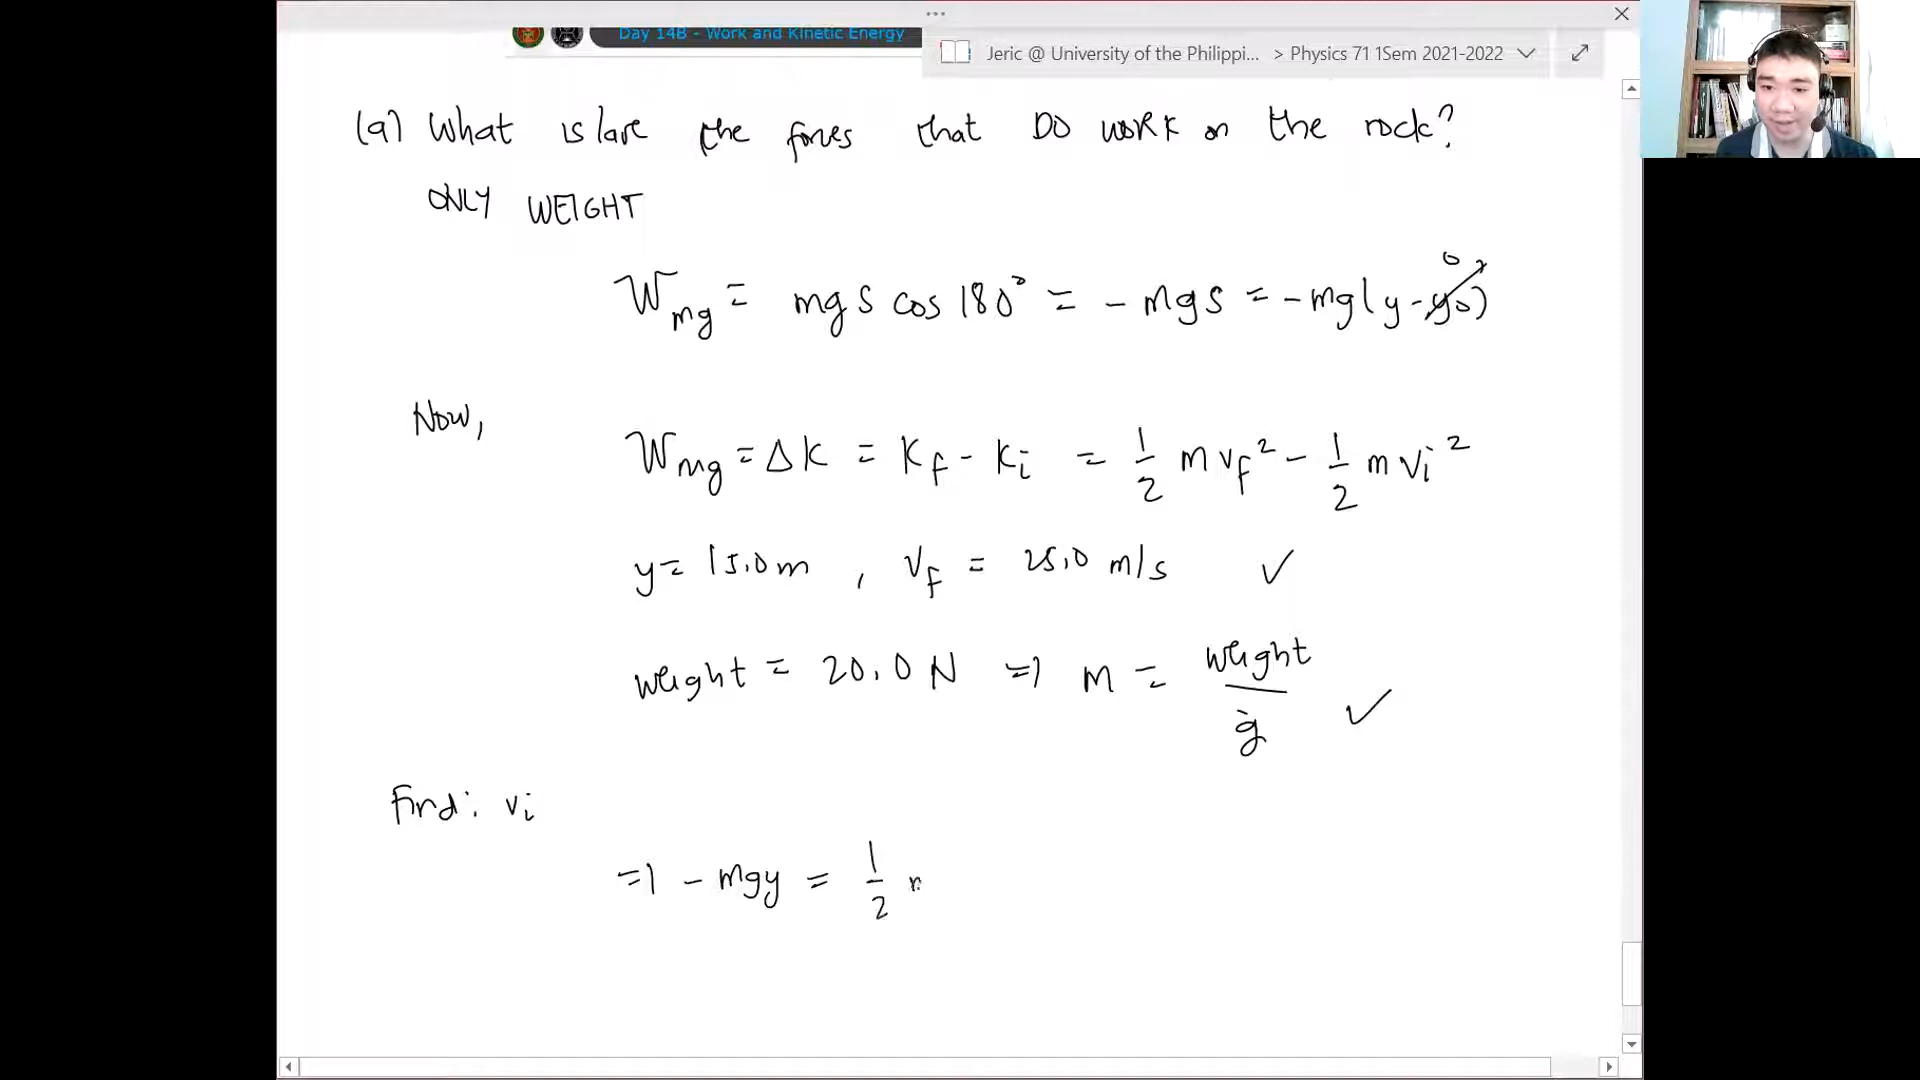 Day 14B - Work and Kinetic Energy
Jeric @ University of the Philippi... > Physics 71 1Sem 2021-2022
(a) What is/are the forces that DO WORK on the rock?
ONLY WEIGHT
W_mg = mgs cos 180° = - mgs = -mg(y - y0) 0
Now,
W_mg = ΔK = K_f - K_i = 1/2 m v_f² - 1/2 m v_i²
y = 15.0 m , v_f = 25.0 m/s ✓
weight = 20.0 N => m = weight/g ✓
Find: v_i
=> - mgy = 1/2